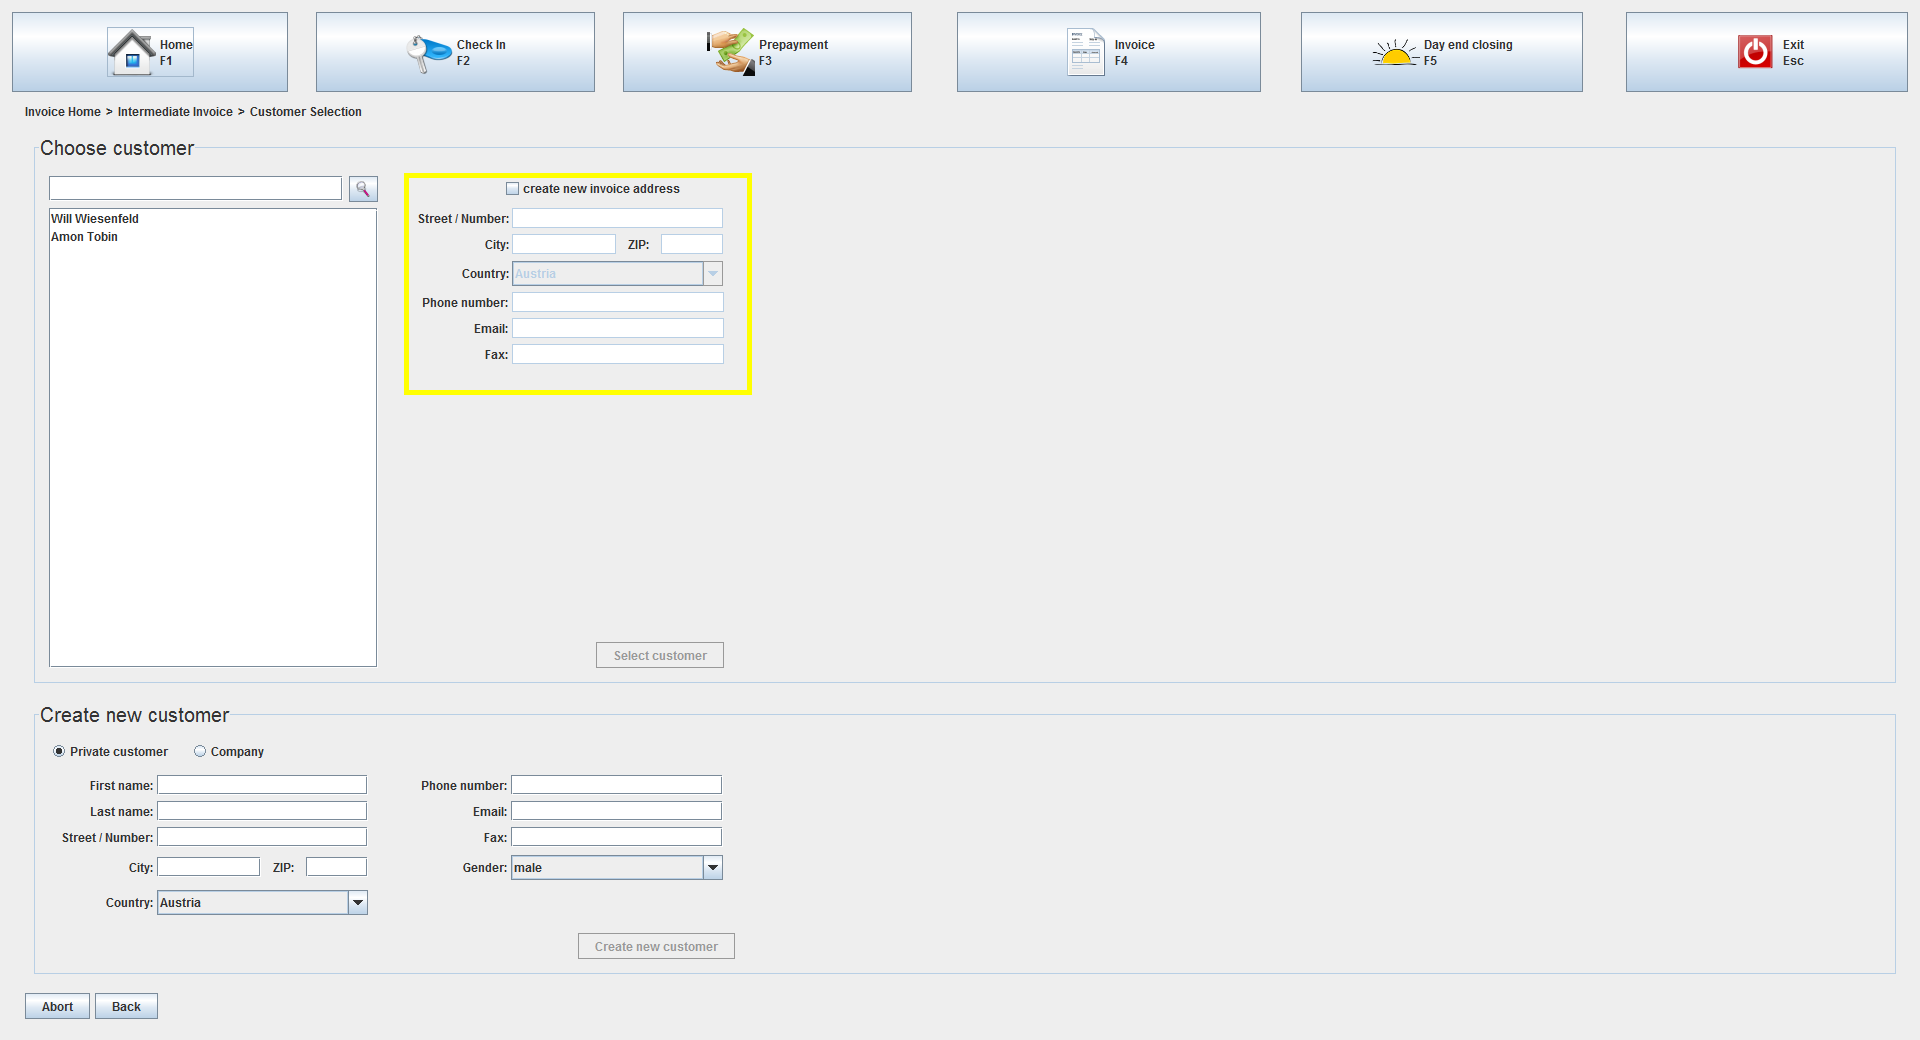 Home
F1
Check In
F2
Prepayment
F3
Invoice
F4
Day end closing
F5
Exit
Esc
Invoice Home > Intermediate Invoice > Customer Selection
Choose customer
Will Wiesenfeld
Amon Tobin
create new invoice address
Street / Number:
City: ZIP:
Country: Austria
Phone number:
Email:
Fax:
Select customer
Create new customer
Private customer Company
First name:
Last name:
Street / Number:
City: ZIP:
Country: Austria
Phone number:
Email:
Fax:
Gender: male
Create new customer
Abort Back